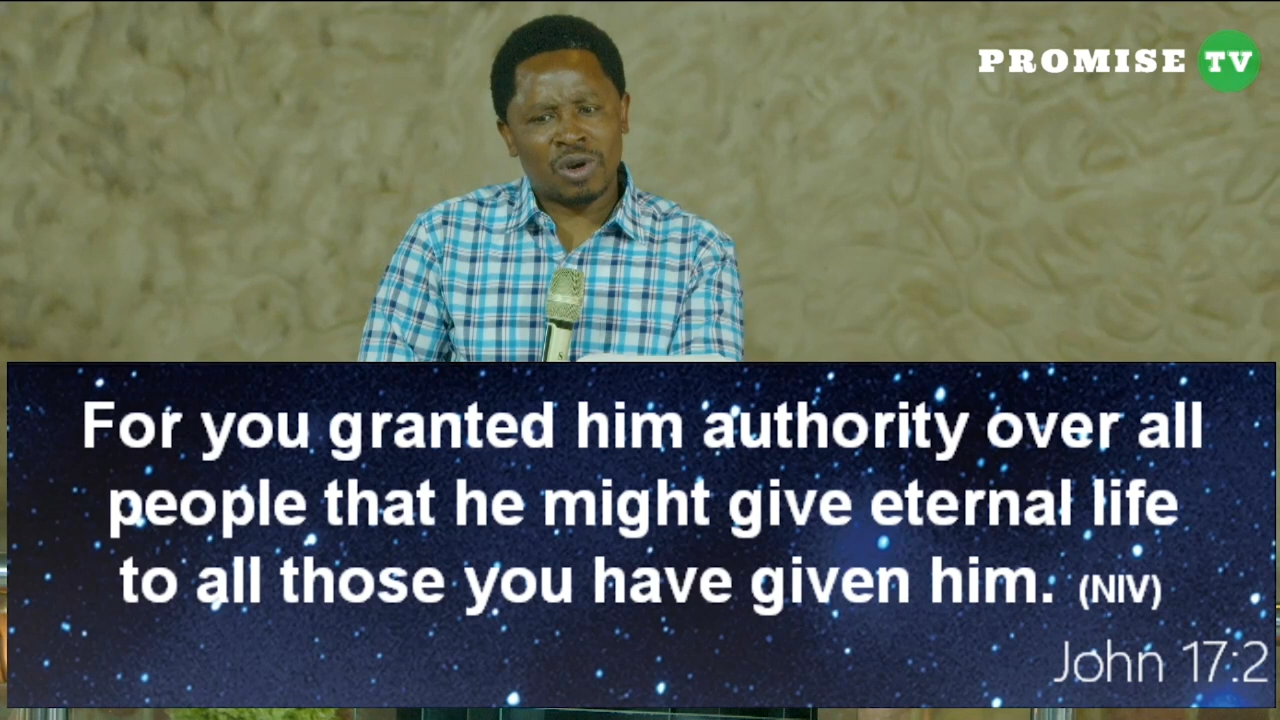 PROMISE TV
For you granted him authority over all
people that he might give eternal life
to all those you have given him. (NIV)
John 17:2